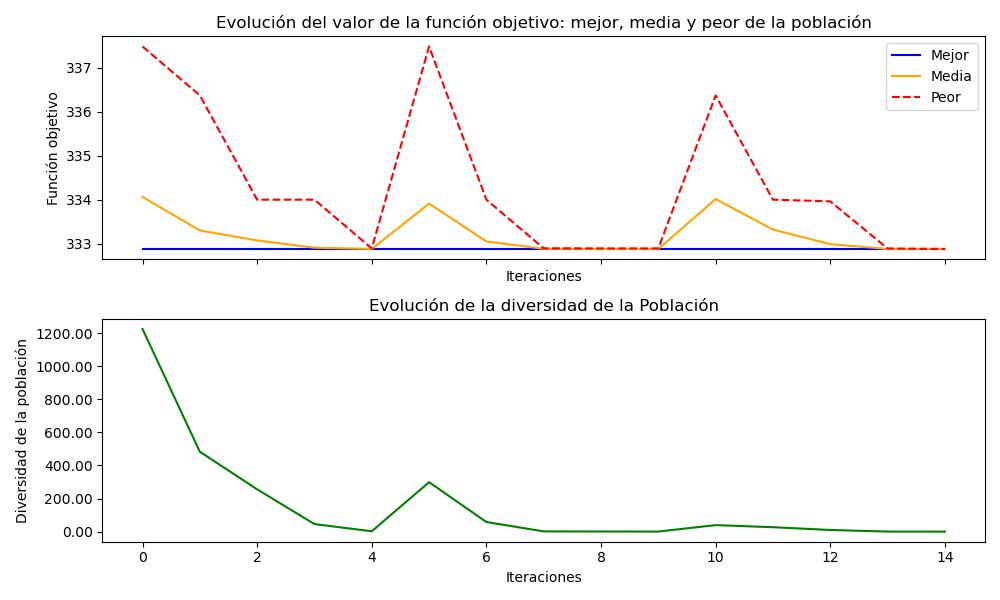 Evolución del valor de la función objetivo: mejor, media y peor de la población
Función objetivo
337
336
335
334
333
Mejor
Media
Peor
Iteraciones
Evolución de la diversidad de la Población
Diversidad de la población
1200.00
1000.00
800.00
600.00
400.00
200.00
0.00
0 2 4 6 8 10 12 14
Iteraciones